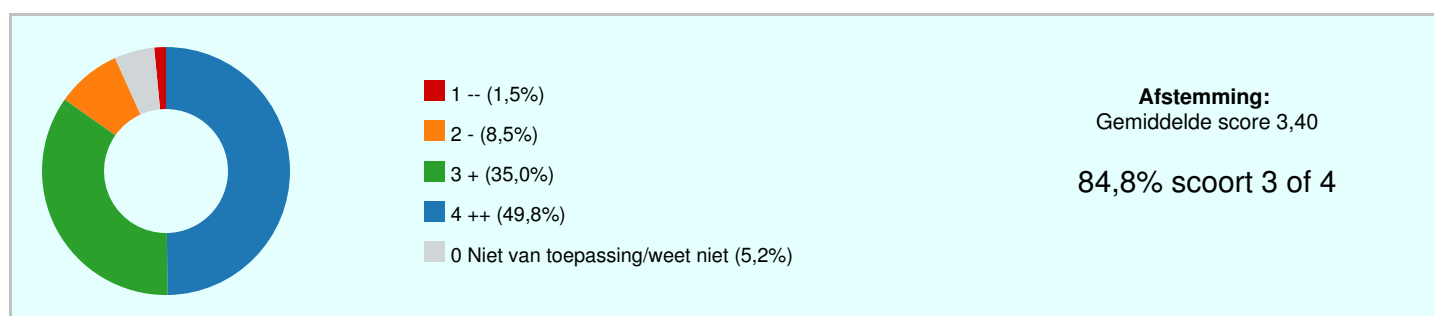 1 -- (1,5%)
2 - (8,5%)
3 + (35,0%)
4 ++ (49,8%)
0 Niet van toepassing/weet niet (5,2%)
Afstemming:
Gemiddelde score 3,40
84,8% scoort 3 of 4